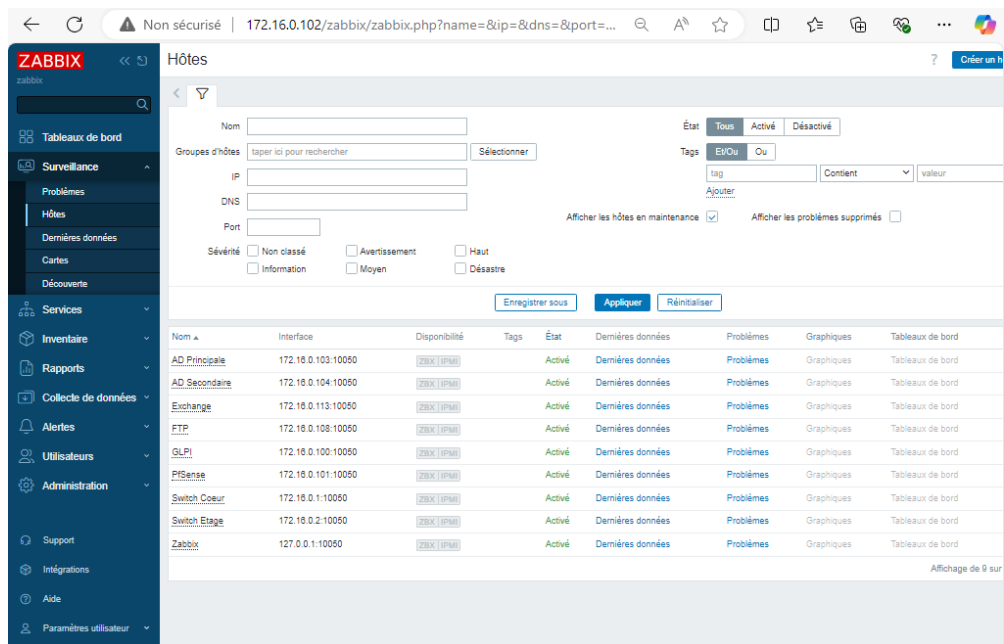 Non sécurisé | 172.16.0.102/zabbix/zabbix.php?name=&ip=&dns=&port=...
ZABBIX
zabbix
Tableaux de bord
Surveillance
Problèmes
Hôtes
Dernières données
Cartes
Découverte
Services
Inventaire
Rapports
Collecte de données
Alertes
Utilisateurs
Administration
Support
Intégrations
Aide
Paramètres utilisateur
Hôtes
? Créer un h
Nom
Groupes d'hôtes taper ici pour rechercher Sélectionner
IP
DNS
Port
Sévérité Non classé Avertissement Haut
Information Moyen Désastre
État Tous Activé Désactivé
Tags Et/Ou Ou
tag Contient valeur
Ajouter
Afficher les hôtes en maintenance Afficher les problèmes supprimés
Enregistrer sous Appliquer Réinitialiser
Nom Interface Disponibilité Tags État Dernières données Problèmes Graphiques Tableaux de bord
AD Principale 172.16.0.103:10050 ZBX IPMI Activé Dernières données Problèmes Graphiques Tableaux de bord
AD Secondaire 172.16.0.104:10050 ZBX IPMI Activé Dernières données Problèmes Graphiques Tableaux de bord
Exchange 172.16.0.113:10050 ZBX IPMI Activé Dernières données Problèmes Graphiques Tableaux de bord
FTP 172.16.0.108:10050 ZBX IPMI Activé Dernières données Problèmes Graphiques Tableaux de bord
GLPI 172.16.0.100:10050 ZBX IPMI Activé Dernières données Problèmes Graphiques Tableaux de bord
PfSense 172.16.0.101:10050 ZBX IPMI Activé Dernières données Problèmes Graphiques Tableaux de bord
Switch Coeur 172.16.0.1:10050 ZBX IPMI Activé Dernières données Problèmes Graphiques Tableaux de bord
Switch Etage 172.16.0.2:10050 ZBX IPMI Activé Dernières données Problèmes Graphiques Tableaux de bord
Zabbix 127.0.0.1:10050 ZBX IPMI Activé Dernières données Problèmes Graphiques Tableaux de bord
Affichage de 9 sur